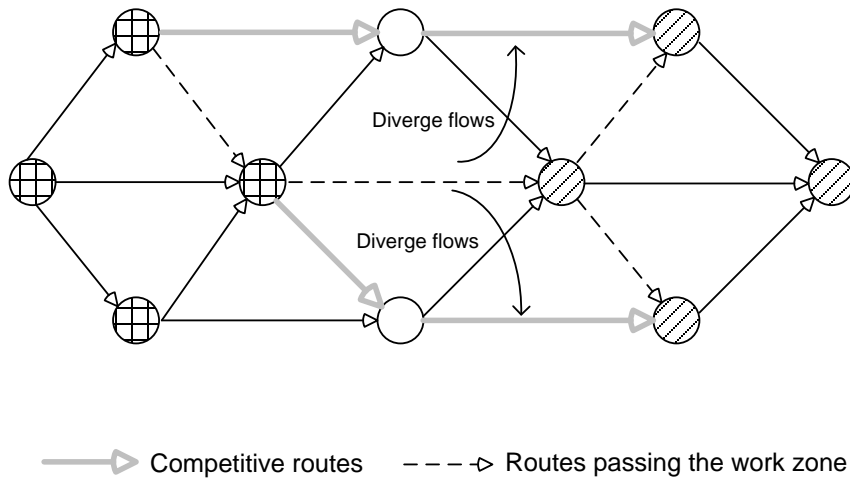 Diverge flows
Diverge flows
Competitive routes
Routes passing the work zone